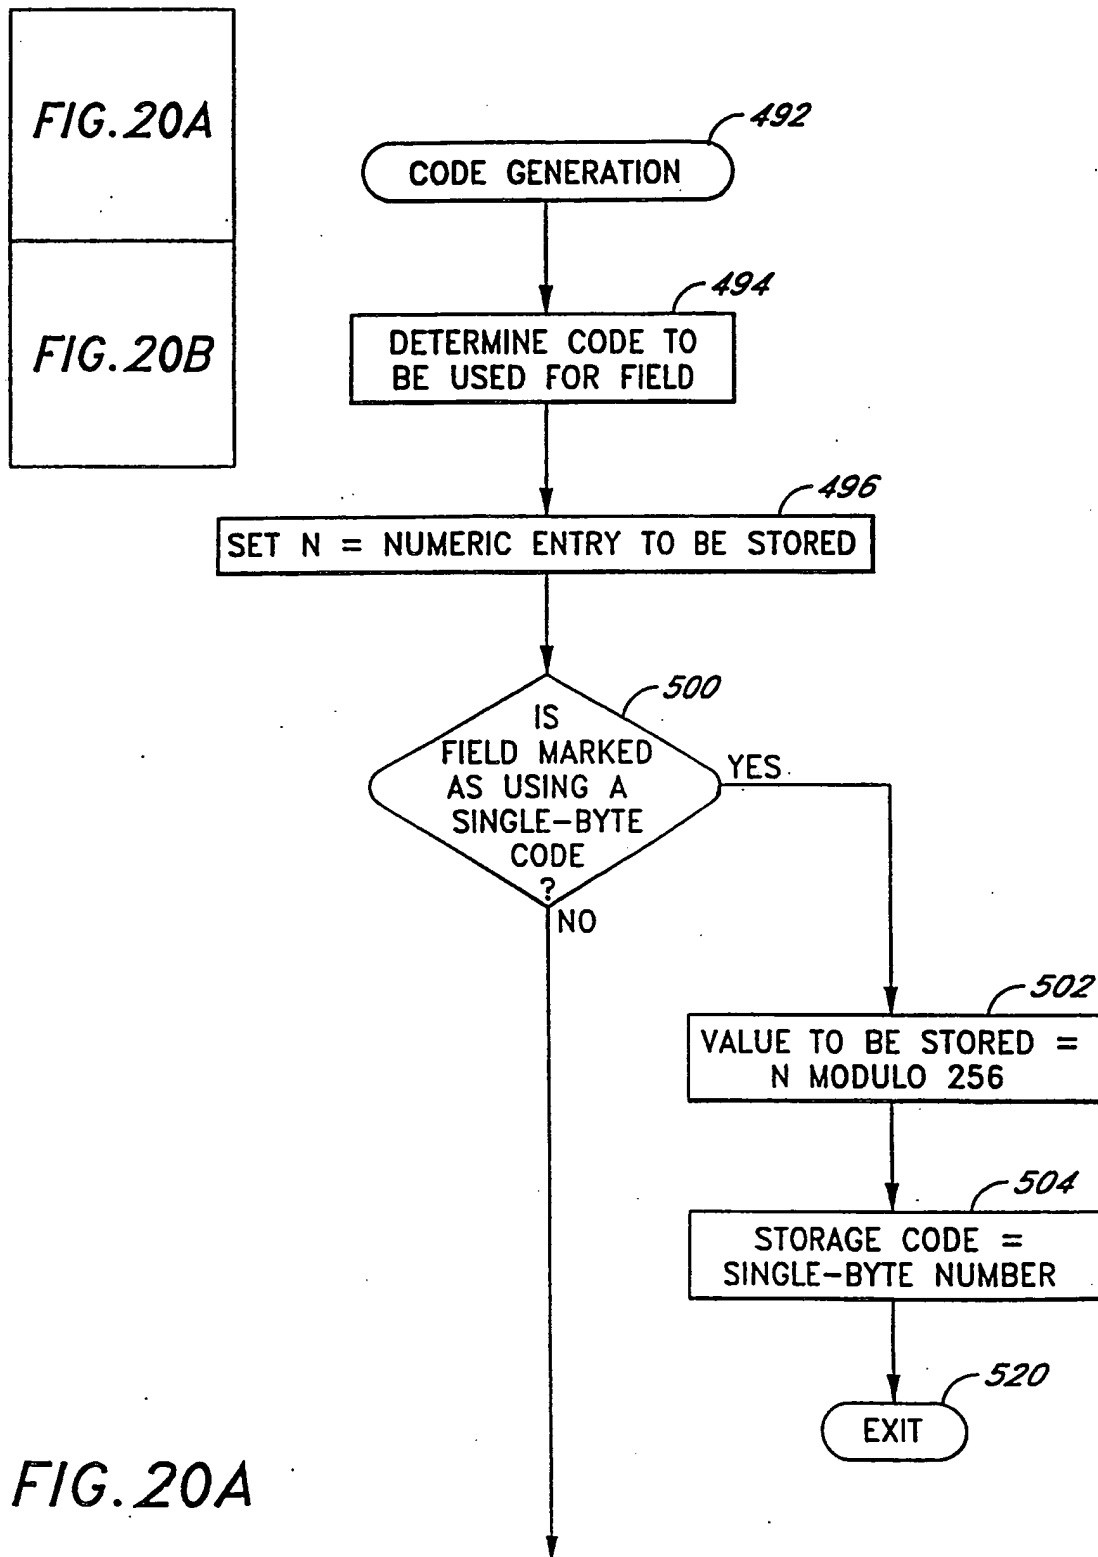 FIG. 20A
FIG. 20B
492
CODE GENERATION
494
DETERMINE CODE TO
BE USED FOR FIELD
496
SET N = NUMERIC ENTRY TO BE STORED
500
IS
FIELD MARKED
AS USING A
SINGLE-BYTE
CODE
?
YES
NO
502
VALUE TO BE STORED =
N MODULO 256
504
STORAGE CODE =
SINGLE-BYTE NUMBER
520
EXIT
FIG. 20A